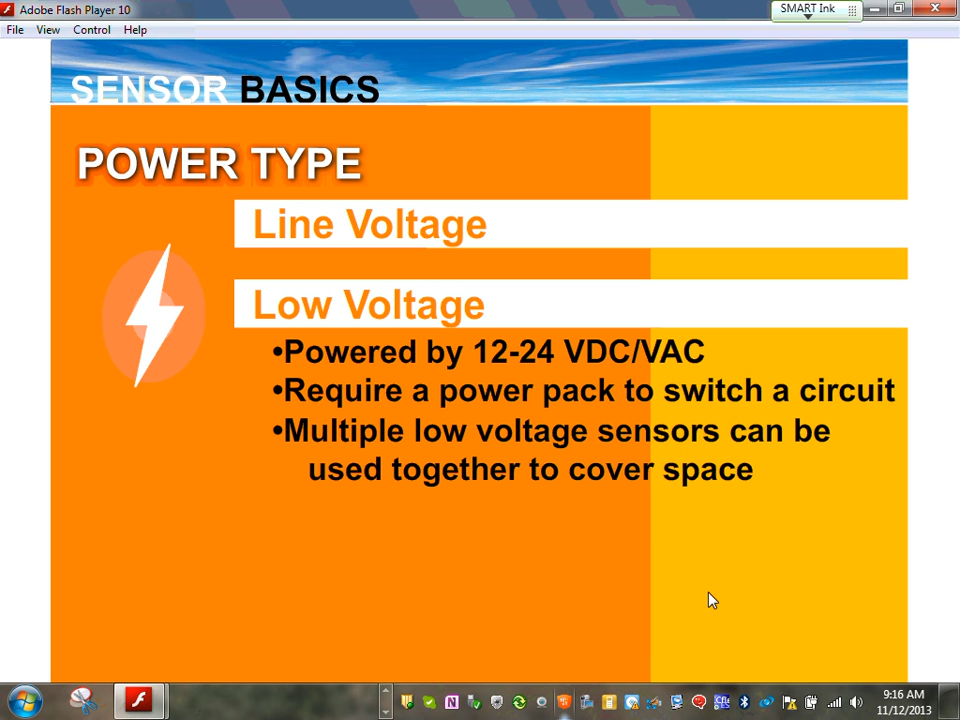 Adobe Flash Player 10
SMART Ink
File View Control Help
SENSOR BASICS
POWER TYPE
Line Voltage
Low Voltage
•Powered by 12-24 VDC/VAC
•Require a power pack to switch a circuit
•Multiple low voltage sensors can be
used together to cover space
9:16 AM
11/12/2013